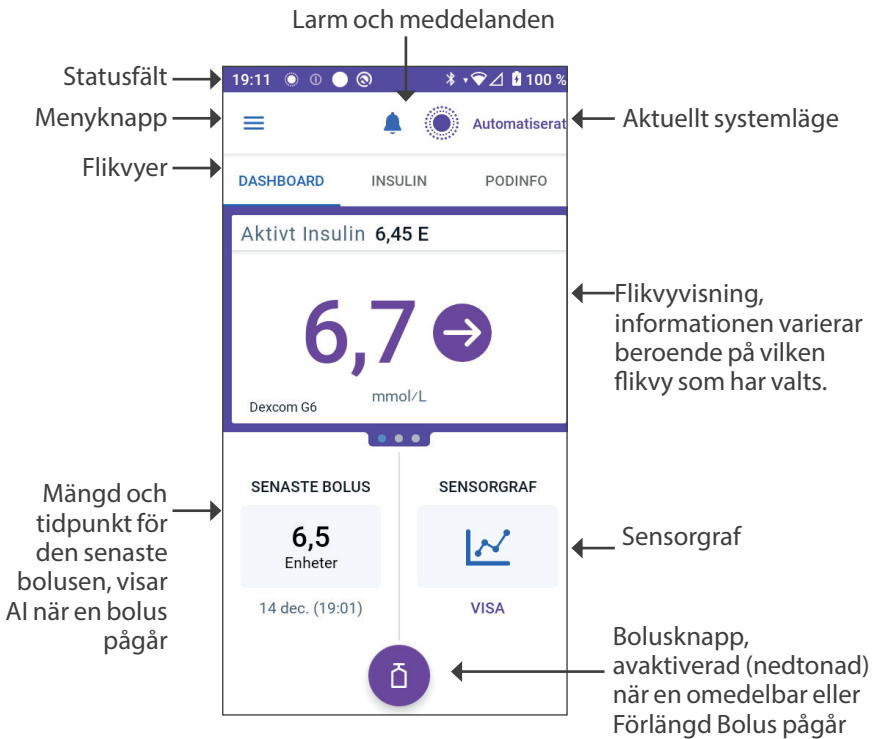 Larm och meddelanden
Statusfält
19:11 100 %
Menyknapp
Automatiserat
Aktuellt systemläge
Flikvyer
DASHBOARD INSULIN PODINFO
Aktivt Insulin 6,45 E
6,7
mmol/L
Dexcom G6
Flikvyvisning,
informationen varierar
beroende på vilken
flikvy som har valts.
Mängd och
tidpunkt för
den senaste
bolusen, visar
AI när en bolus
pågår
SENASTE BOLUS
6,5
Enheter
14 dec. (19:01)
SENSORGRAF
VISA
Sensorgraf
Bolusknapp,
avaktiverad (nedtonad)
när en omedelbar eller
Förlängd Bolus pågår